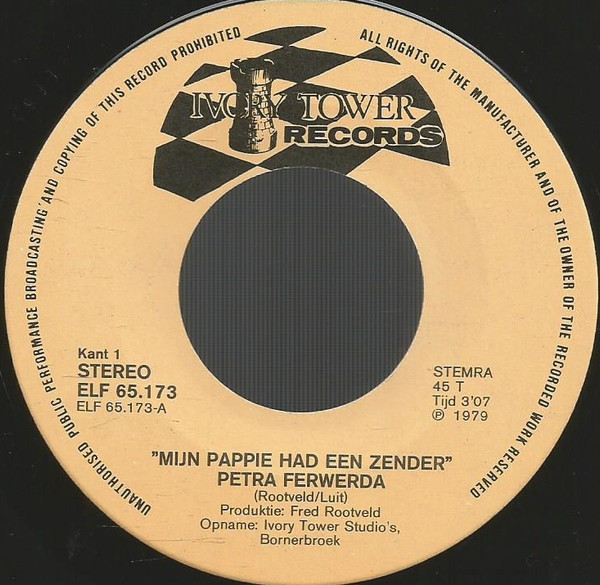 UNAUTHORISED PUBLIC PERFORMANCE BROADCASTING AND COPYING OF THIS RECORD PROHIBITED
ALL RIGHTS OF THE MANUFACTURER AND OF THE OWNER OF THE RECORDED WORK RESERVED
IVORY TOWER
RECORDS
Kant 1
STEREO
ELF 65.173
ELF 65.173-A
STEMRA
45 T
Tijd 3'07
℗ 1979
"MIJN PAPPIE HAD EEN ZENDER"
PETRA FERWERDA
(Rootveld/Luit)
Produktie: Fred Rootveld
Opname: Ivory Tower Studio's,
Bornerbroek